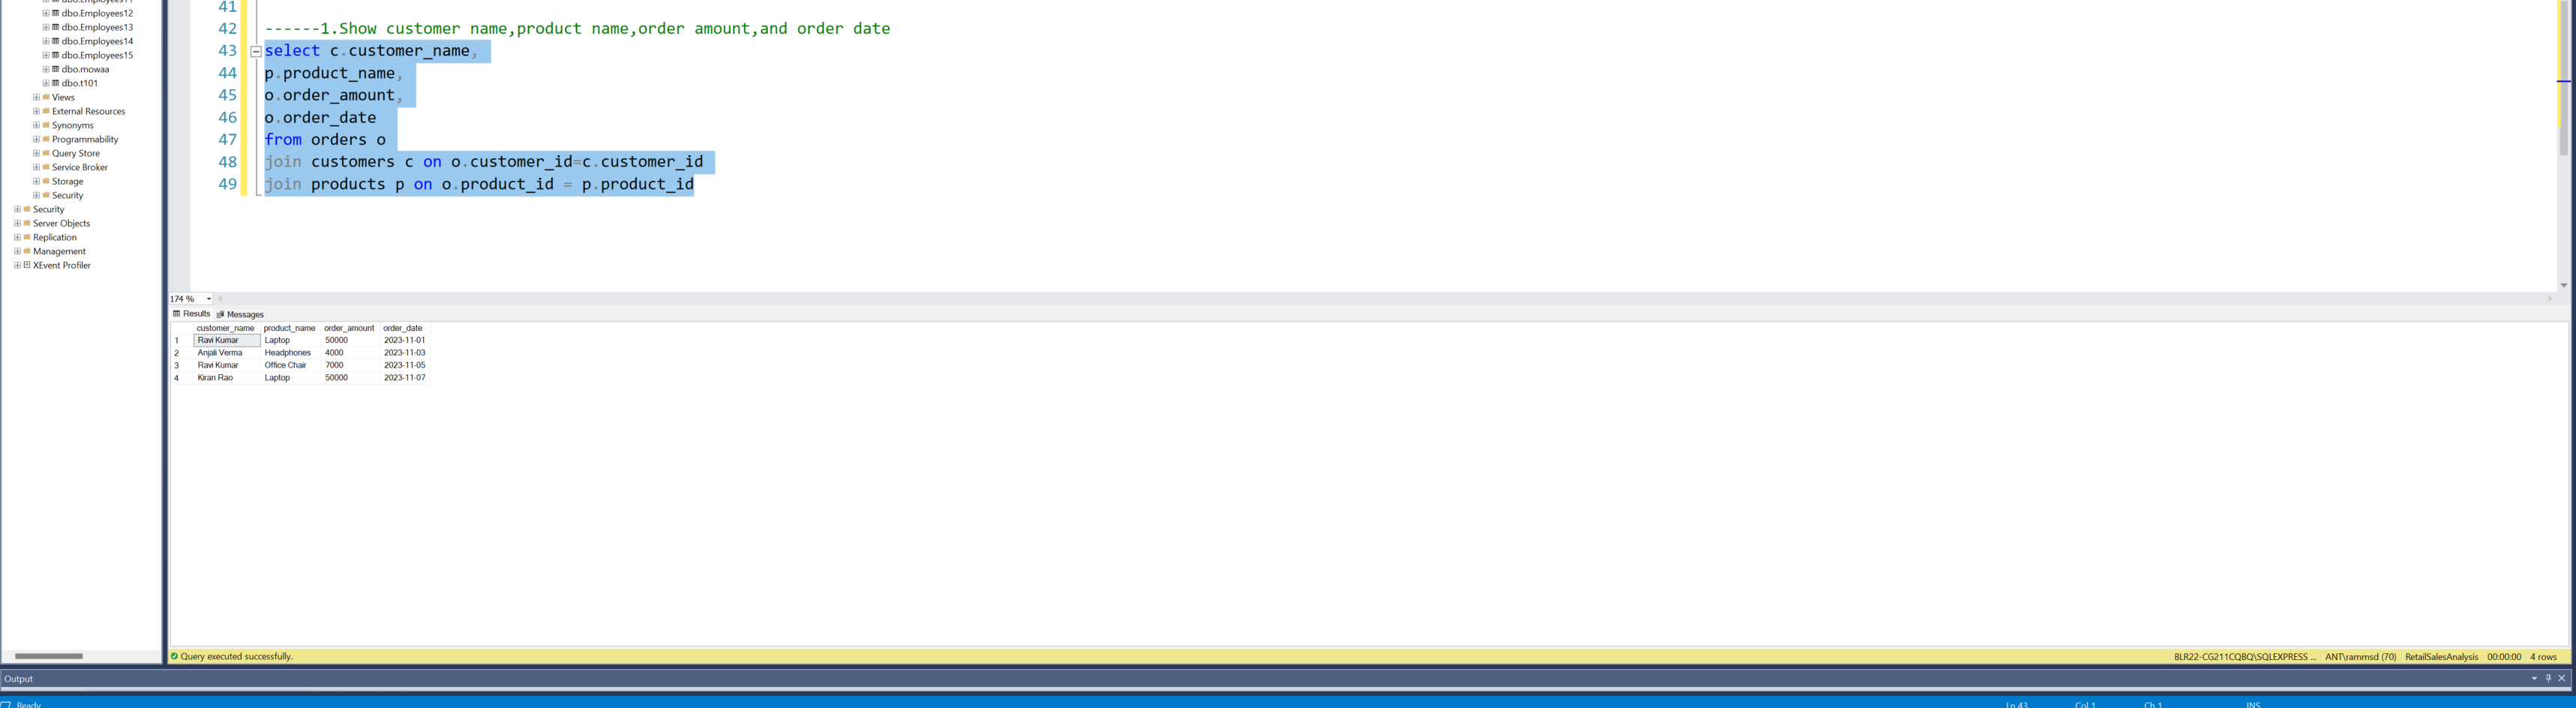 dbo.Employees12
dbo.Employees13
dbo.Employees14
dbo.Employees15
dbo.mowaa
dbo.t101
Views
External Resources
Synonyms
Programmability
Query Store
Service Broker
Storage
Security
Security
Server Objects
Replication
Management
XEvent Profiler
41
42 ------1.Show customer name,product name,order amount,and order date
43 select c.customer_name,
44 p.product_name,
45 o.order_amount,
46 o.order_date
47 from orders o
48 join customers c on o.customer_id=c.customer_id
49 join products p on o.product_id = p.product_id
174 %
Results Messages
customer_name product_name order_amount order_date
1 Ravi Kumar Laptop 50000 2023-11-01
2 Anjali Verma Headphones 4000 2023-11-03
3 Ravi Kumar Office Chair 7000 2023-11-05
4 Kiran Rao Laptop 50000 2023-11-07
Query executed successfully. BLR22-CG211CQBQ\SQLEXPRESS ... ANT\rammsd (70) RetailSalesAnalysis 00:00:00 4 rows
Output
Ready Ln 43 Col 1 Ch 1 INS